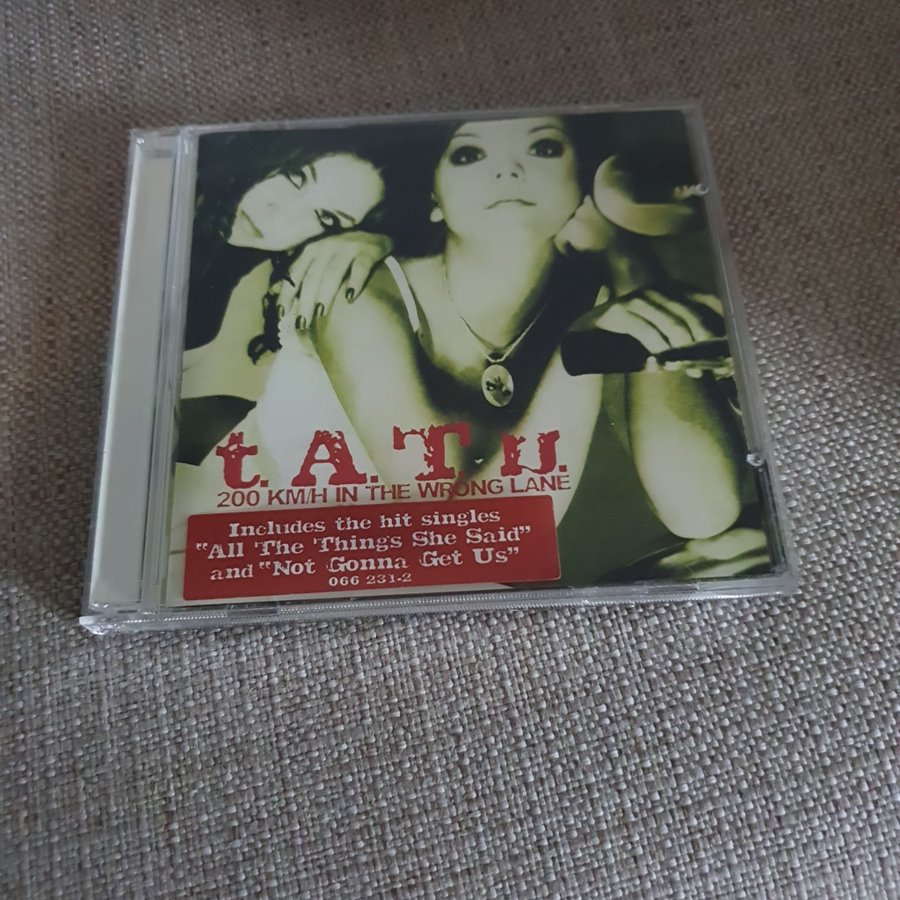 t.A.T.u.
200 KM/H IN THE WRONG LANE
Includes the hit singles
"All The Things She Said"
and "Not Gonna Get Us"
066 231-2